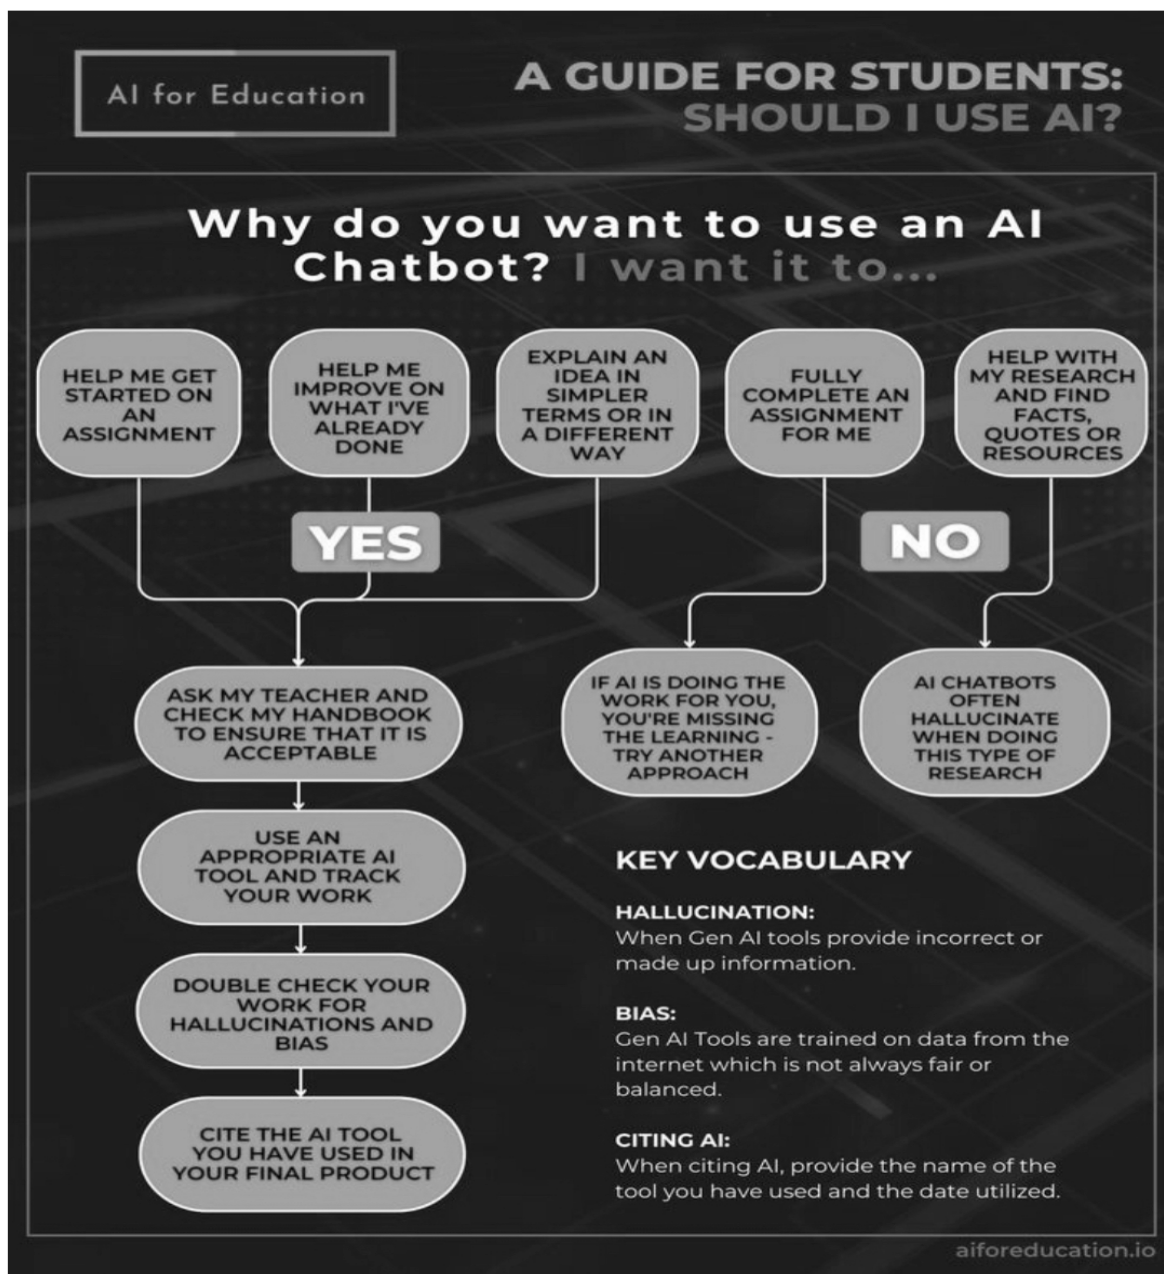 AI for Education
A GUIDE FOR STUDENTS:
SHOULD I USE AI?
Why do you want to use an AI
Chatbot? I want it to...
HELP ME GET
STARTED ON
AN
ASSIGNMENT
HELP ME
IMPROVE ON
WHAT I'VE
ALREADY
DONE
EXPLAIN AN
IDEA IN
SIMPLER
TERMS OR IN
A DIFFERENT
WAY
FULLY
COMPLETE AN
ASSIGNMENT
FOR ME
HELP WITH
MY RESEARCH
AND FIND
FACTS,
QUOTES OR
RESOURCES
YES
NO
ASK MY TEACHER AND
CHECK MY HANDBOOK
TO ENSURE THAT IT IS
ACCEPTABLE
USE AN
APPROPRIATE AI
TOOL AND TRACK
YOUR WORK
DOUBLE CHECK YOUR
WORK FOR
HALLUCINATIONS AND
BIAS
CITE THE AI TOOL
YOU HAVE USED IN
YOUR FINAL PRODUCT
IF AI IS DOING THE
WORK FOR YOU,
YOU'RE MISSING
THE LEARNING -
TRY ANOTHER
APPROACH
AI CHATBOTS
OFTEN
HALLUCINATE
WHEN DOING
THIS TYPE OF
RESEARCH
KEY VOCABULARY
HALLUCINATION:
When Gen AI tools provide incorrect or
made up information.
BIAS:
Gen AI Tools are trained on data from the
internet which is not always fair or
balanced.
CITING AI:
When citing AI, provide the name of the
tool you have used and the date utilized.
aiforeducation.io